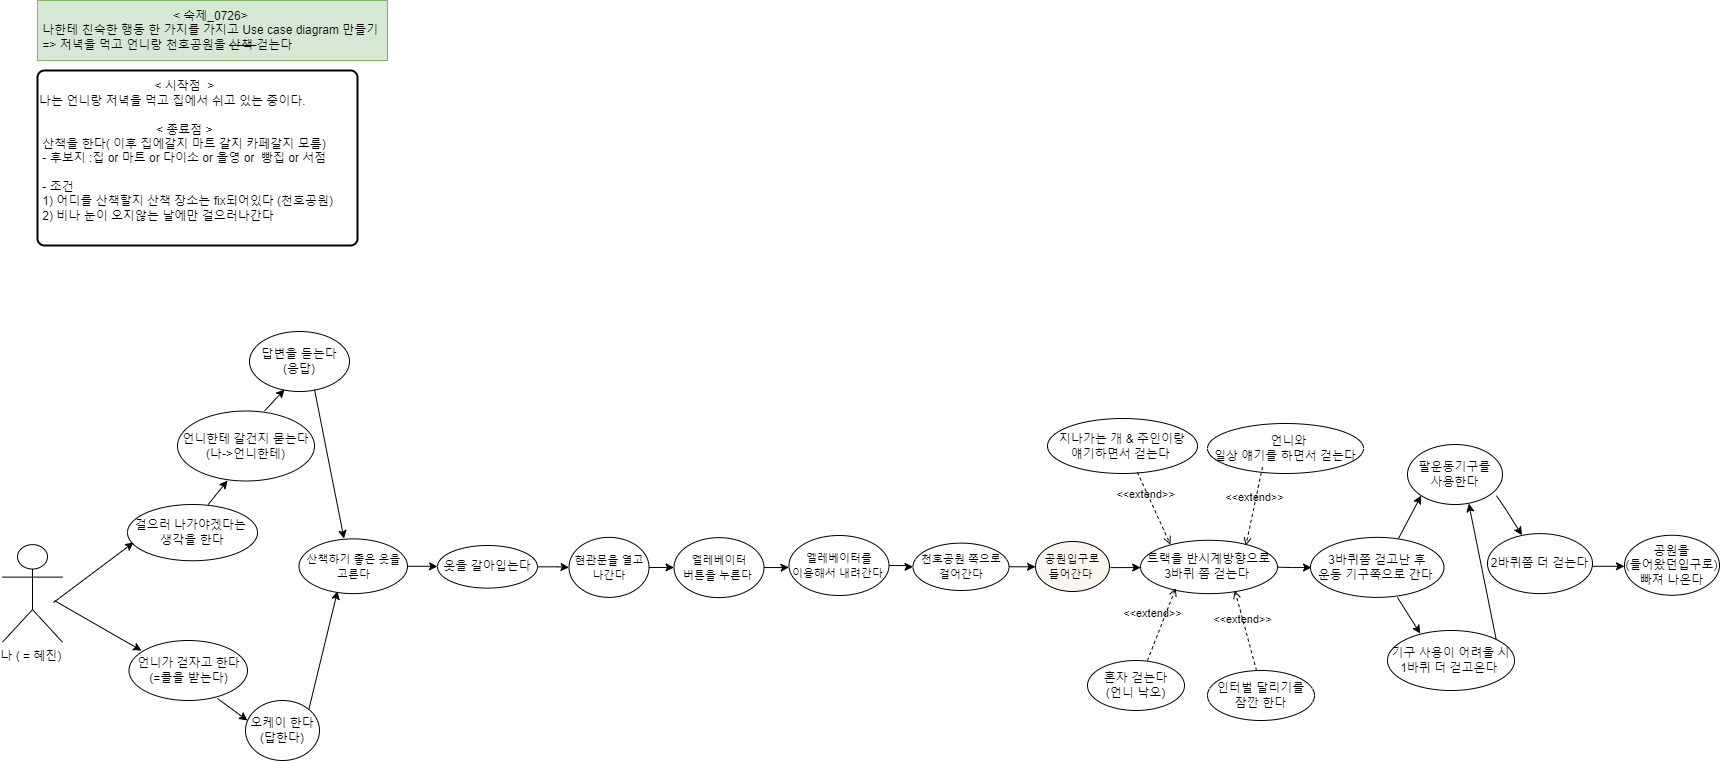 < 숙제_0726>
나한테 친숙한 행동 한 가지를 가지고 Use case diagram 만들기
=> 저녁을 먹고 언니랑 천호공원을 산책 걷는다
< 시작점 >
나는 언니랑 저녁을 먹고 집에서 쉬고 있는 중이다.
< 종료점 >
산책을 한다( 이후 집에갈지 마트 갈지 카페갈지 모름)
- 후보지 :집 or 마트 or 다이소 or 올영 or 빵집 or 서점
- 조건
1) 어디를 산책할지 산책 장소는 fix되어있다 (천호공원)
2) 비나 눈이 오지않는 날에만 걸으러나간다
나 ( = 혜진)
걸으러 나가야겠다는
생각을 한다
언니한테 갈건지 묻는다
(나->언니한테)
답변을 듣는다
(응답)
언니가 걷자고 한다
(=콜을 받는다)
오케이 한다
(답한다)
산책하기 좋은 옷을
고른다
옷을 갈아입는다
현관문을 열고
나간다
엘레베이터
버튼을 누른다
엘레베이터를
이용해서 내려간다
천호공원 쪽으로
걸어간다
공원입구로
들어간다
트랙을 반시계방향으로
3바퀴 쯤 걷는다
지나가는 개 & 주인이랑
얘기하면서 걷는다
<<extend>>
언니와
일상 얘기를 하면서 걷는다
<<extend>>
혼자 걷는다
(언니 낙오)
<<extend>>
인터벌 달리기를
잠깐 한다
<<extend>>
3바퀴쯤 걷고난 후
운동 기구쪽으로 간다
팔운동기구를
사용한다
기구 사용이 어려울 시
1바퀴 더 걷고온다
2바퀴쯤 더 걷는다
공원을
(들어왔던입구로)
빠져 나온다